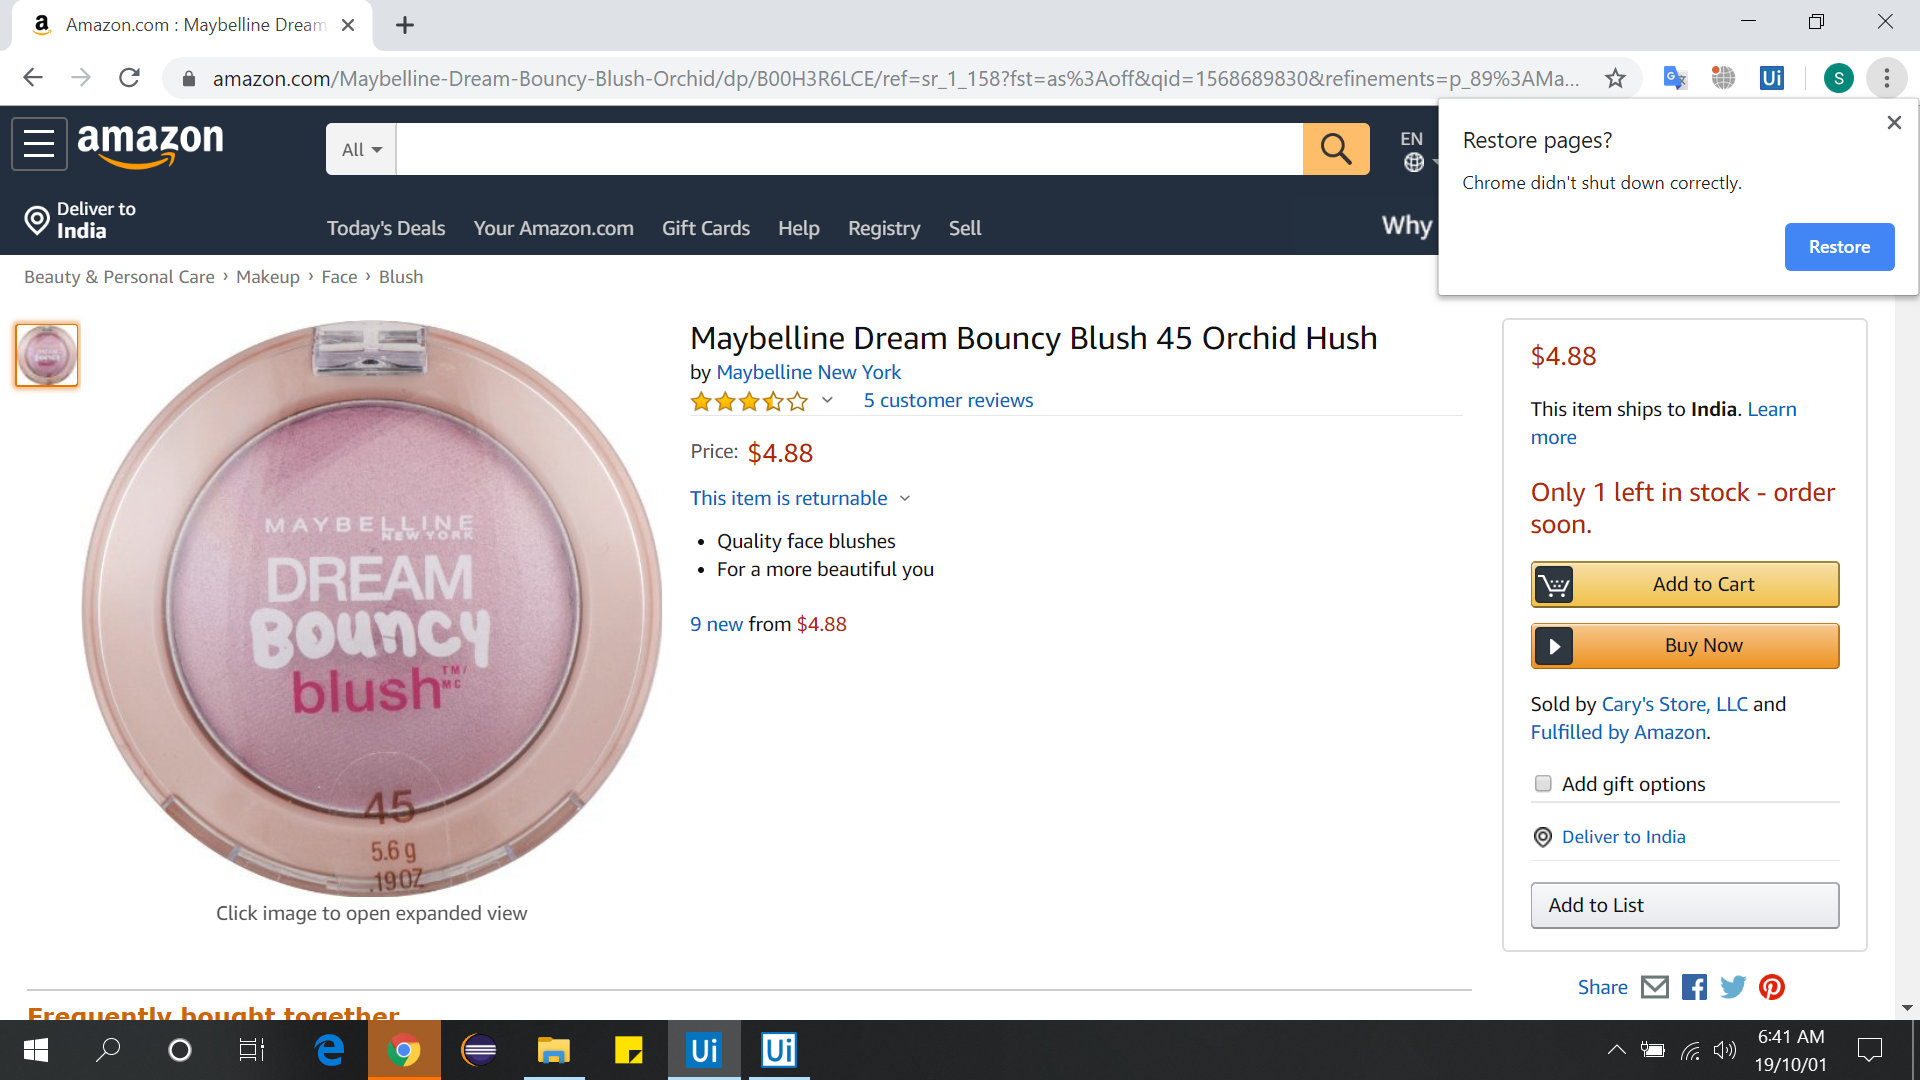 Amazon.com : Maybelline Dream
amazon.com/Maybelline-Dream-Bouncy-Blush-Orchid/dp/B00H3R6LCE/ref=sr_1_158?fst=as%3Aoff&qid=1568689830&refinements=p_89%3AMa...
S
Restore pages?
Chrome didn't shut down correctly.
Restore
amazon
All
EN
Deliver to
India
Today's Deals
Your Amazon.com
Gift Cards
Help
Registry
Sell
Why
Beauty & Personal Care › Makeup › Face › Blush
MAYBELLINE
NEW YORK
DREAM
Bouncy
blush TM/
MC
45
5.6 g
.19 OZ
Click image to open expanded view
Maybelline Dream Bouncy Blush 45 Orchid Hush
by Maybelline New York
5 customer reviews
Price: $4.88
This item is returnable
• Quality face blushes
• For a more beautiful you
9 new from $4.88
$4.88
This item ships to India. Learn
more
Only 1 left in stock - order
soon.
Add to Cart
Buy Now
Sold by Cary's Store, LLC and
Fulfilled by Amazon.
Add gift options
Deliver to India
Add to List
Share
Frequently bought together
Ui
Ui
Ui
6:41 AM
19/10/01